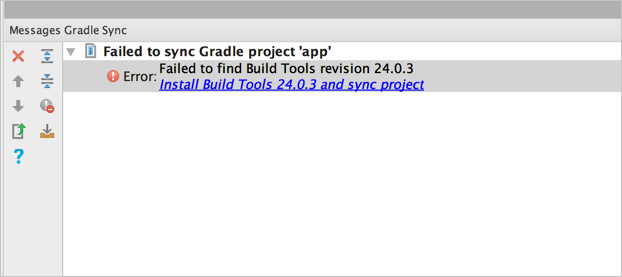 Messages Gradle Sync
Failed to sync Gradle project 'app'
Error: Failed to find Build Tools revision 24.0.3
Install Build Tools 24.0.3 and sync project